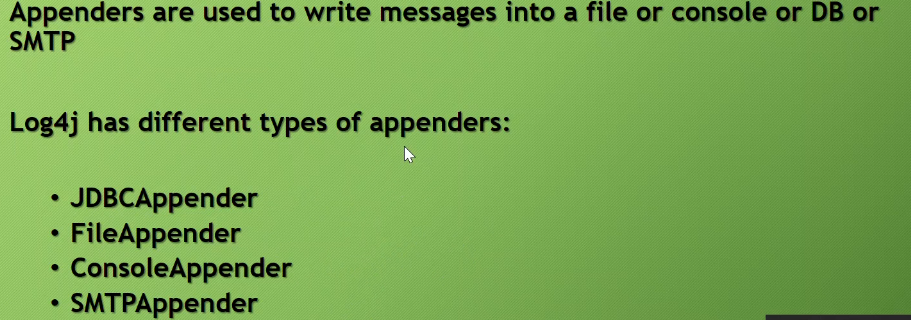 Appenders are used to write messages into a file or console or DB or
SMTP
Log4j has different types of appenders:
• JDBCAppender
• FileAppender
• ConsoleAppender
• SMTPAppender